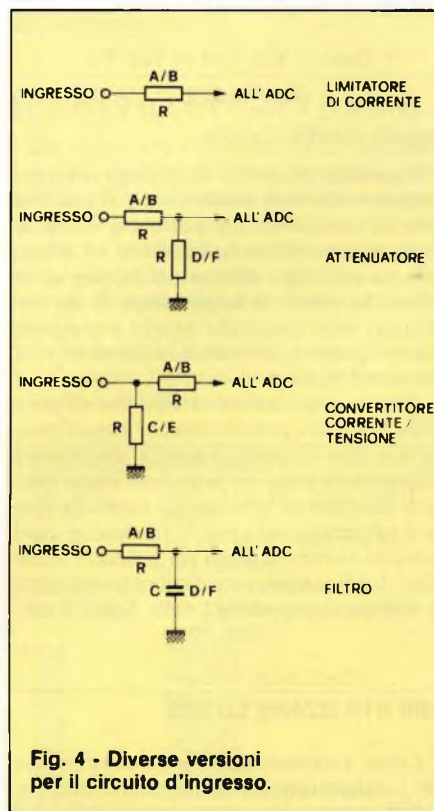 A/B
INGRESSO ALL'ADC LIMITATORE
R DI CORRENTE
A/B
INGRESSO ALL'ADC
R
R D/F ATTENUATORE
A/B
INGRESSO ALL'ADC
R
R C/E CONVERTITORE
CORRENTE /
TENSIONE
A/B
INGRESSO ALL'ADC
R
C D/F FILTRO
Fig. 4 - Diverse versioni
per il circuito d'ingresso.